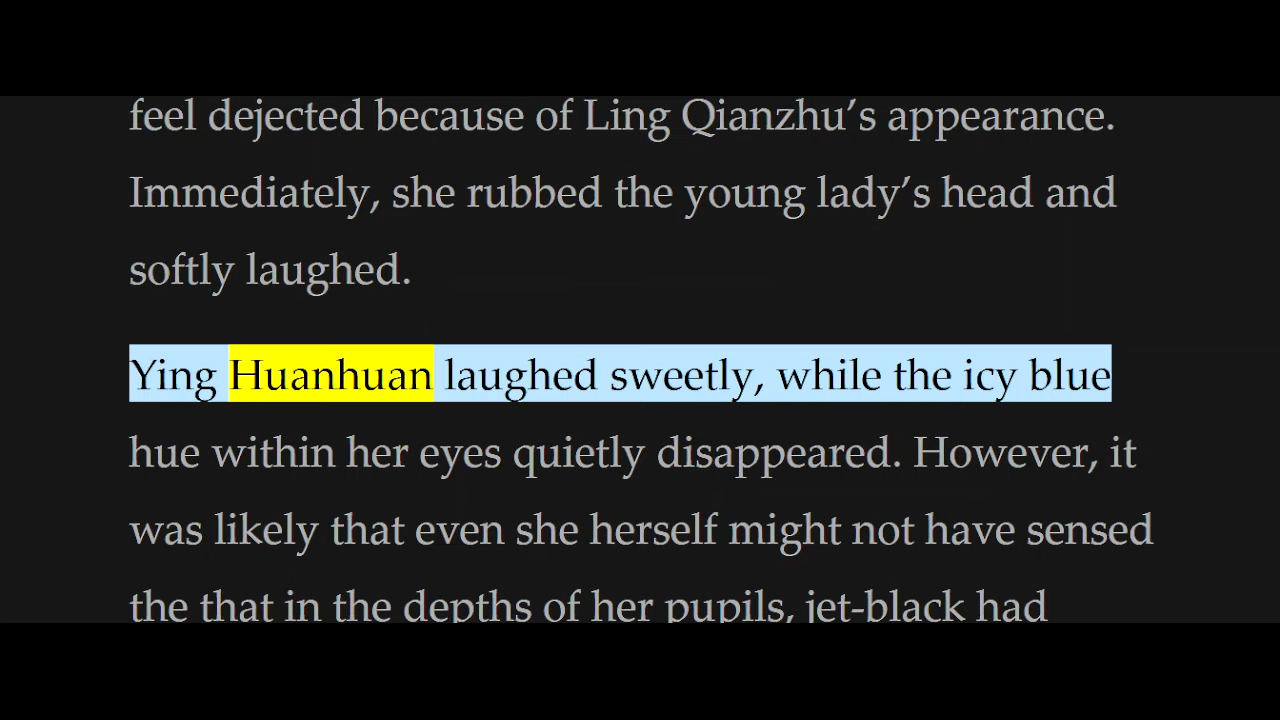 feel dejected because of Ling Qianzhu’s appearance.
Immediately, she rubbed the young lady’s head and
softly laughed.
Ying Huanhuan laughed sweetly, while the icy blue
hue within her eyes quietly disappeared. However, it
was likely that even she herself might not have sensed
the that in the depths of her pupils, jet-black had